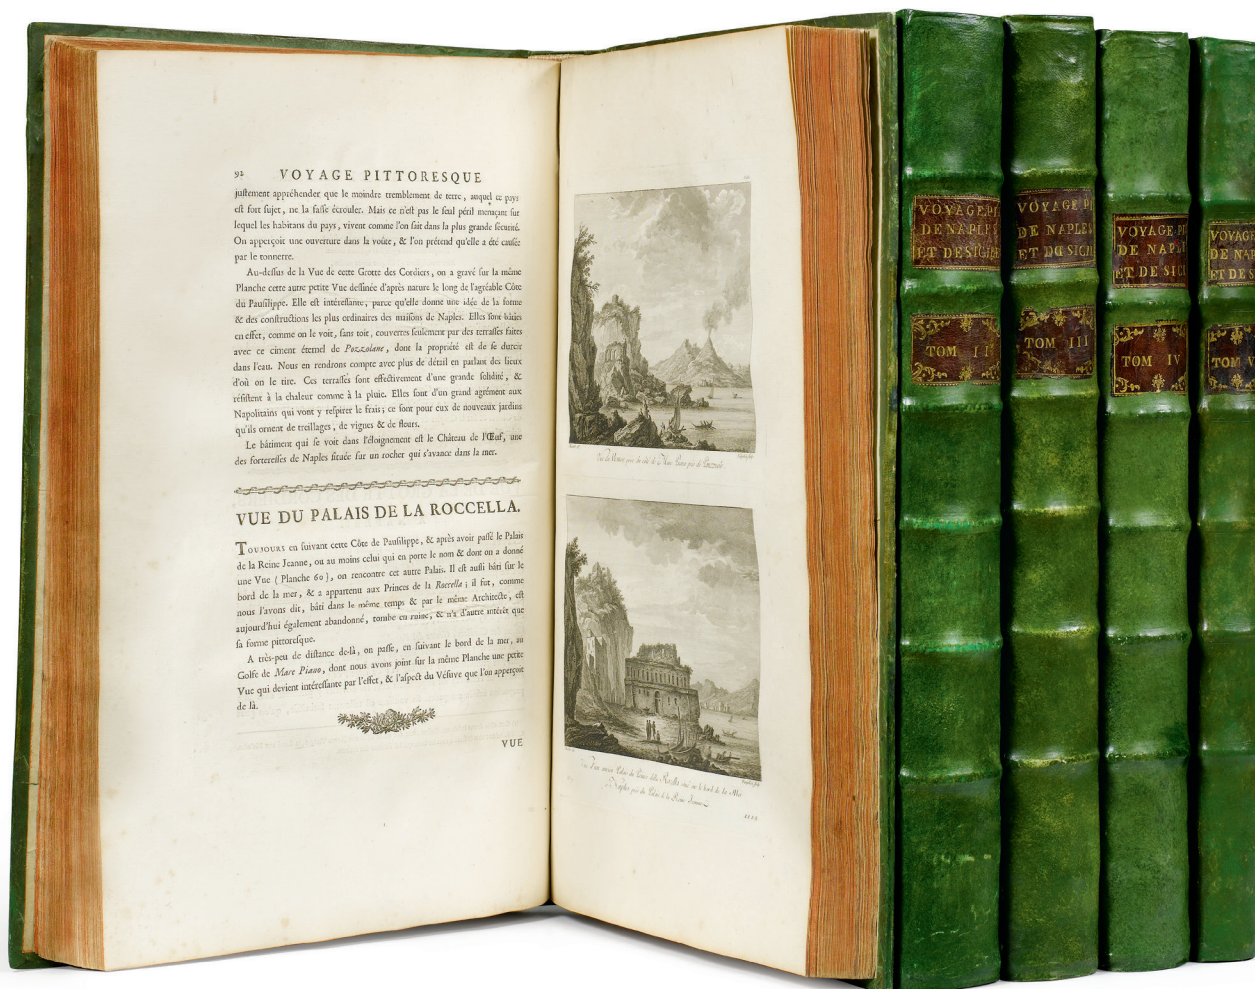 92 VOYAGE PITTORESQUE
juſtement appréhender que le moindre tremblement de terre, auquel ce pays
eſt fort ſujet, ne la faſſe écrouler. Mais ce n'eſt pas le ſeul péril menaçant ſur
lequel les habitans du pays, vivent comme l'on ſait dans la plus grande ſécurité.
On apperçoit une ouverture dans la voûte, & l'on prétend qu'elle a été cauſée
par le tonnerre.
Au-deſſus de la Vue de cette Grotte des Cordiers, on a gravé ſur la même
Planche cette autre petite Vue deſſinée d'après nature le long de l'agréable Côte
du Pauſilippe. Elle eſt intéreſſante, parce qu'elle donne une idée de la forme
& des conſtructions les plus ordinaires des maiſons de Naples. Elles ſont bâties
en effet, comme on le voit, ſans toit, couvertes ſeulement par des terraſſes faites
avec ce ciment éternel de Pozzolane, dont la propriété eſt de ſe durcir
dans l'eau. Nous en rendrons compte avec plus de détail en parlant des lieux
d'où on le tire. Ces terraſſes ſont effectivement d'une grande ſolidité, &
réſiſtent à la chaleur comme à la pluie. Elles ſont d'un grand agrément aux
Napolitains qui vont y reſpirer le frais; ce ſont pour eux de nouveaux jardins
qu'ils ornent de treillages, de vignes & de fleurs.
Le bâtiment qui ſe voit dans l'éloignement eſt le Château de l'Œuf, une
des fortereſſes de Naples ſituée ſur un rocher qui s'avance dans la mer.
VUE DU PALAIS DE LA ROCCELLA.
TOUJOURS en ſuivant cette Côte de Pauſilippe, & après avoir paſſé le Palais
de la Reine Jeanne, ou au moins celui qui en porte le nom & dont on a donné
une Vue (Planche 60), on rencontre cet autre Palais. Il eſt auſſi bâti ſur le
bord de la mer, & a appartenu aux Princes de la Roccella; il fut, comme
nous l'avons dit, bâti dans le même temps & par le même Architecte, eſt
aujourd'hui également abandonné, tombe en ruine, & n'a d'autre intérêt que
ſa forme pittoreſque.
A très-peu de diſtance de-là, on paſſe, en ſuivant le bord de la mer, au
Golfe de Mare Piano, dont nous avons joint ſur la même Planche une petite
Vue qui devient intéreſſante par l'effet, & l'aſpect du Véſuve que l'on apperçoit
de là.
VUE
VOYAGE·PI
DE NAPLES
ET DE SICI
TOM II
VOYAGE PI
DE NAPLES
ET DE SICI
TOM III
VOYAGE·PI
DE NAPLE
ET DE SICI
TOM IV
VOYAGE
DE NAP
ET DE S
TOM V